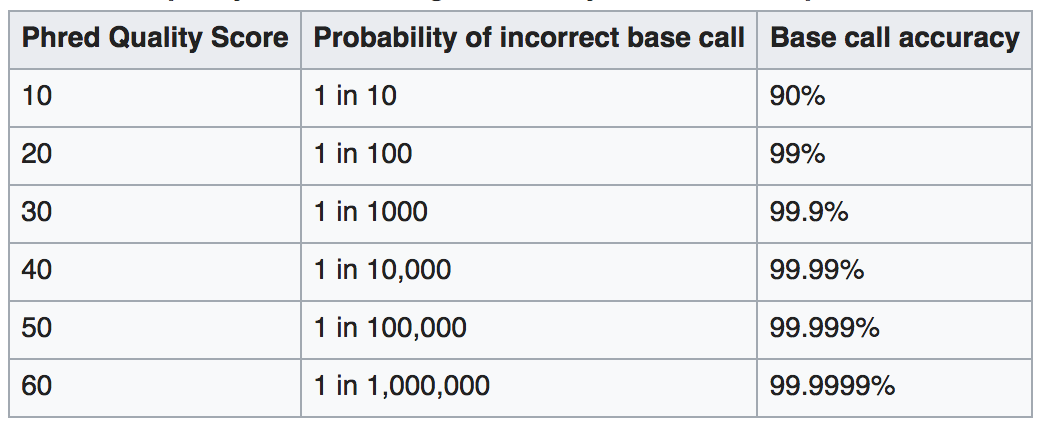 Phred Quality Score Probability of incorrect base call Base call accuracy
10 1 in 10 90%
20 1 in 100 99%
30 1 in 1000 99.9%
40 1 in 10,000 99.99%
50 1 in 100,000 99.999%
60 1 in 1,000,000 99.9999%